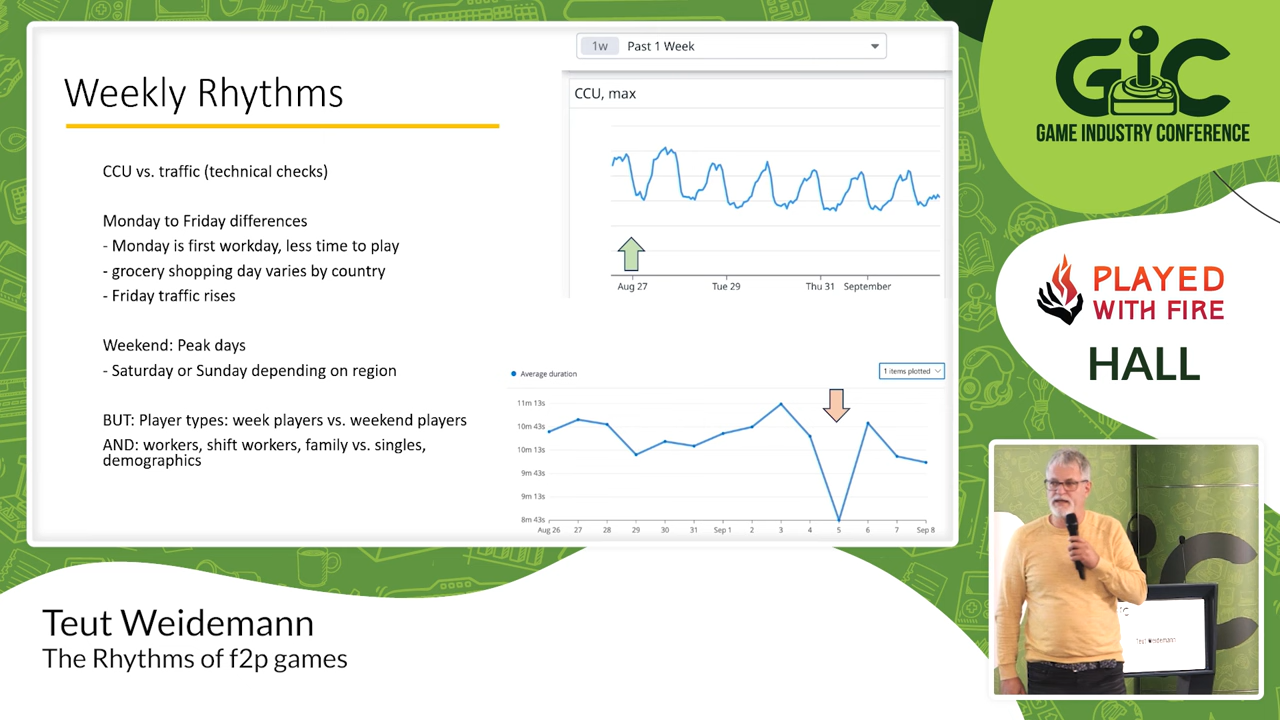 Weekly Rhythms
CCU vs. traffic (technical checks)
Monday to Friday differences
- Monday is first workday, less time to play
- grocery shopping day varies by country
- Friday traffic rises
Weekend: Peak days
- Saturday or Sunday depending on region
BUT: Player types: week players vs. weekend players
AND: workers, shift workers, family vs. singles,
demographics
1w Past 1 Week
CCU, max
Aug 27 Tue 29 Thu 31 September
Average duration
1 items plotted
11m 13s
10m 43s
10m 13s
9m 43s
9m 13s
8m 43s
Aug 26 27 28 29 30 31 Sep 1 2 3 4 5 6 7 Sep 8
GIC
GAME INDUSTRY CONFERENCE
PLAYED
WITH FIRE
HALL
Teut Weidemann
Teut Weidemann
The Rhythms of f2p games